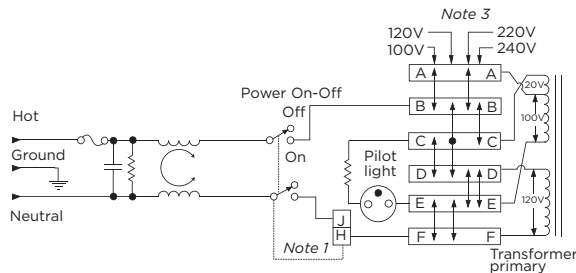 Note 3
120V 220V
100V 240V
A A
20V
Power On-Off
Off
B B
100V
Hot
On
C C
Ground
Pilot
light
D D
120V
Neutral
E E
J
H
Note 1
F F
Transformer
primary